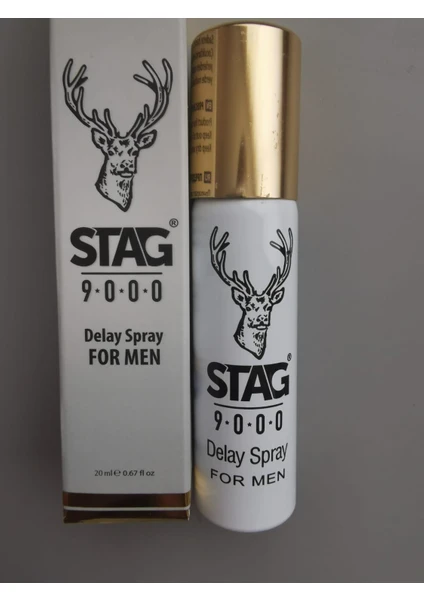 STAG®
9·0·0·0
Delay Spray
FOR MEN
20 ml ℮ 0.67 fl oz
STAG®
9·0·0·0
Delay Spray
FOR MEN